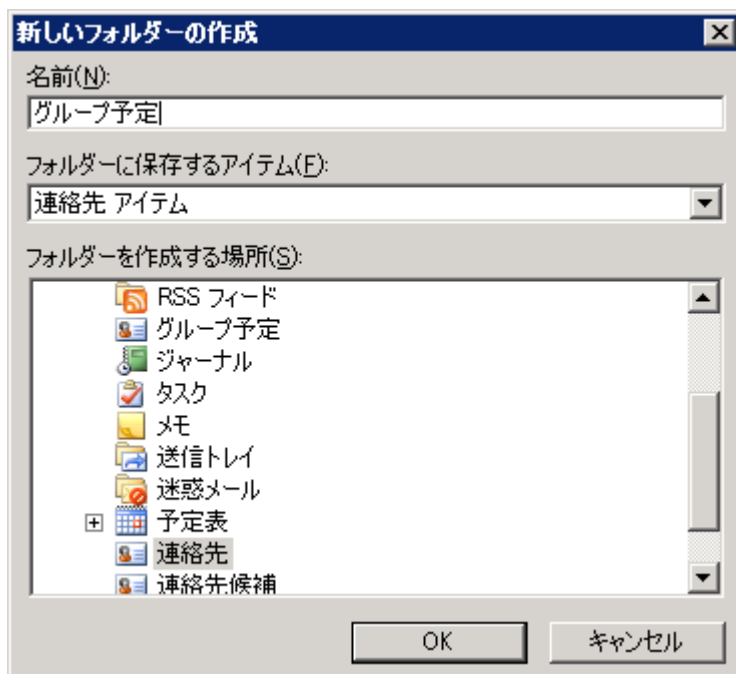 新しいフォルダーの作成
名前(N):
グループ予定
フォルダーに保存するアイテム(F):
連絡先 アイテム
フォルダーを作成する場所(S):
RSS フィード
グループ予定
ジャーナル
タスク
メモ
送信トレイ
迷惑メール
予定表
連絡先
連絡先候補
OK キャンセル